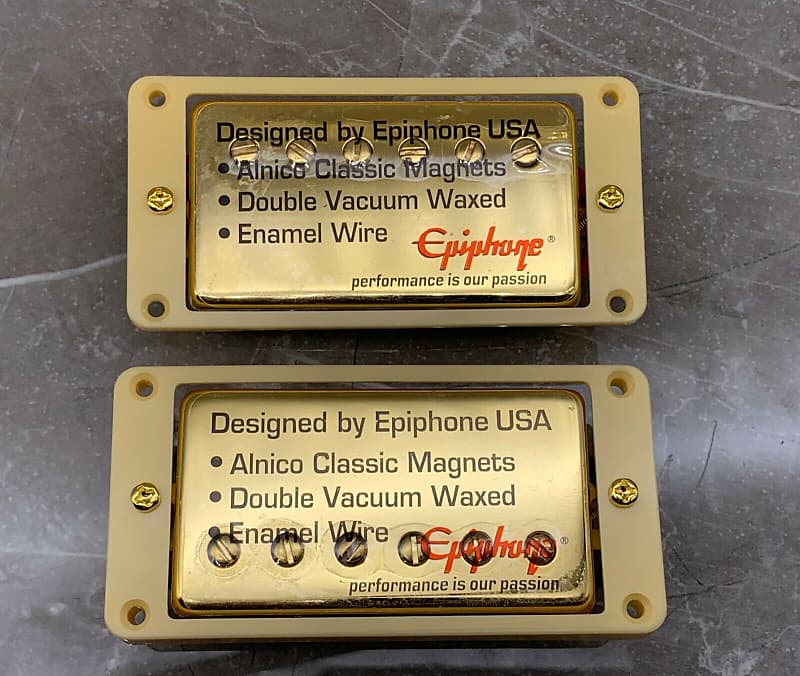 Designed by Epiphone USA
• Alnico Classic Magnets
• Double Vacuum Waxed
• Enamel Wire
Epiphone®
performance is our passion
Designed by Epiphone USA
• Alnico Classic Magnets
• Double Vacuum Waxed
• Enamel Wire
Epiphone®
performance is our passion